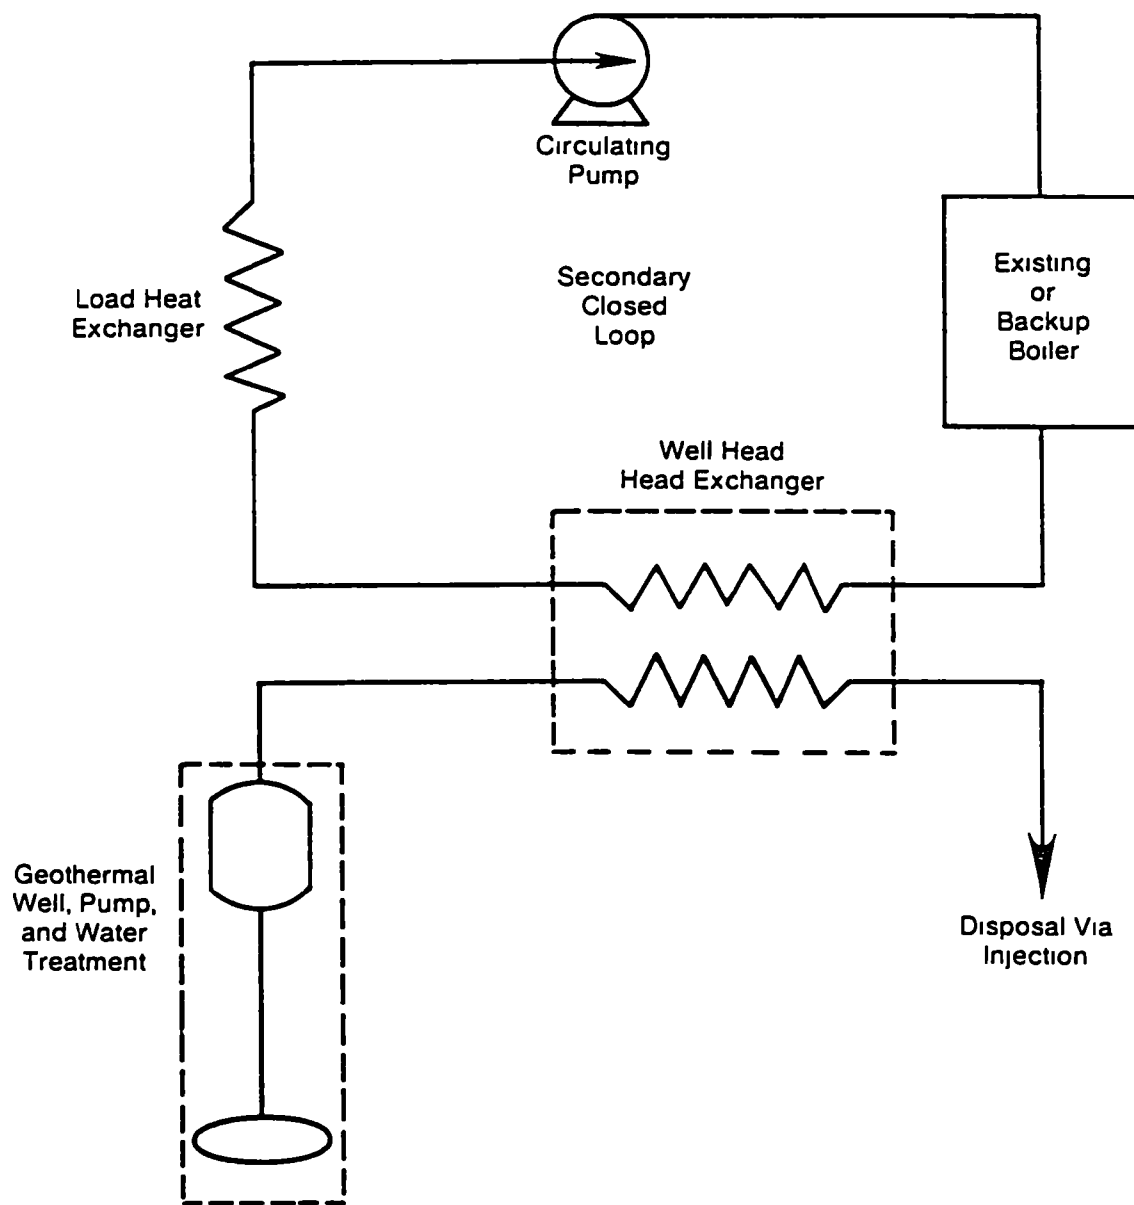 Circulating
Pump
Existing
or
Backup
Boiler
Secondary
Closed
Loop
Load Heat
Exchanger
Well Head
Head Exchanger
Geothermal
Well, Pump,
and Water
Treatment
Disposal Via
Injection